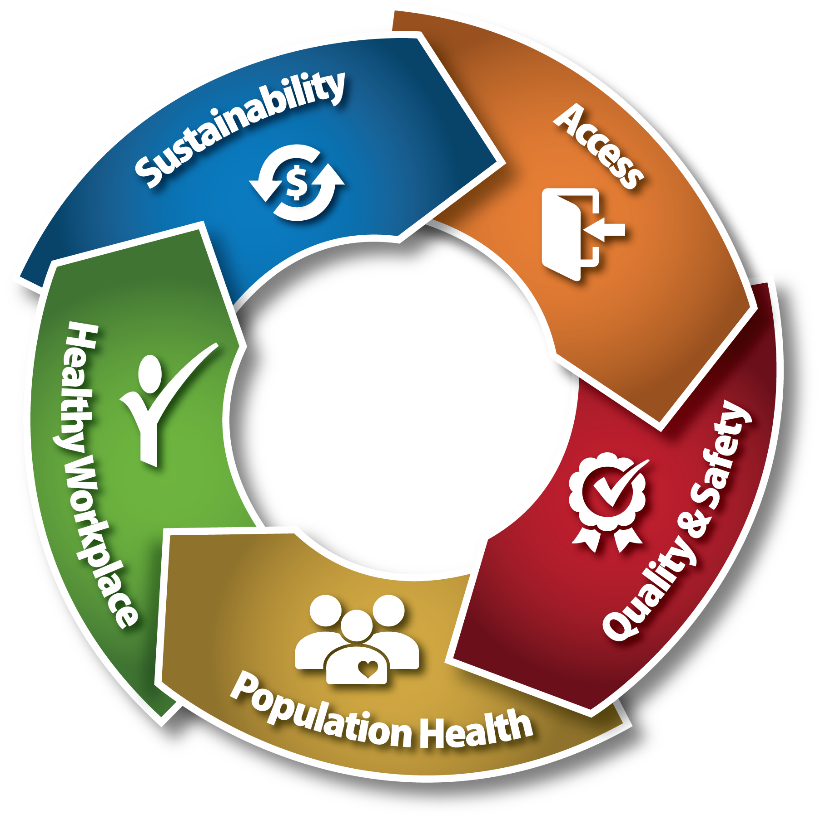 Sustainability
Access
$
Healthy Workplace
Quality & Safety
Population Health